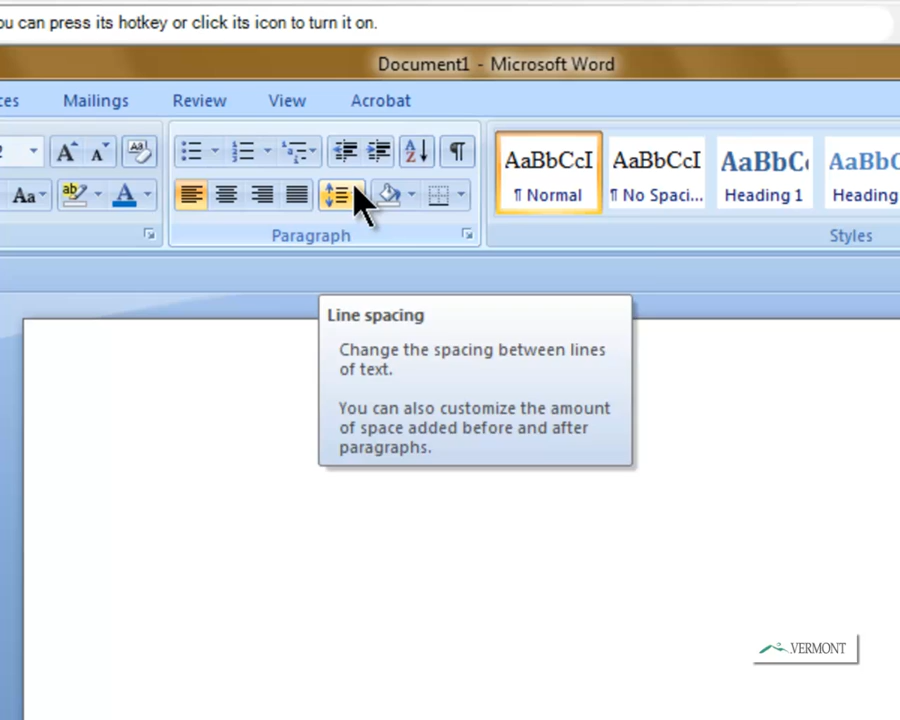 ou can press its hotkey or click its icon to turn it on.
Document1 - Microsoft Word
ces Mailings Review View Acrobat
Aa
AaBbCcI AaBbCcI AaBbC AaBbC
¶ Normal ¶ No Spaci... Heading 1 Heading
Paragraph Styles
Line spacing
Change the spacing between lines
of text.
You can also customize the amount
of space added before and after
paragraphs.
VERMONT